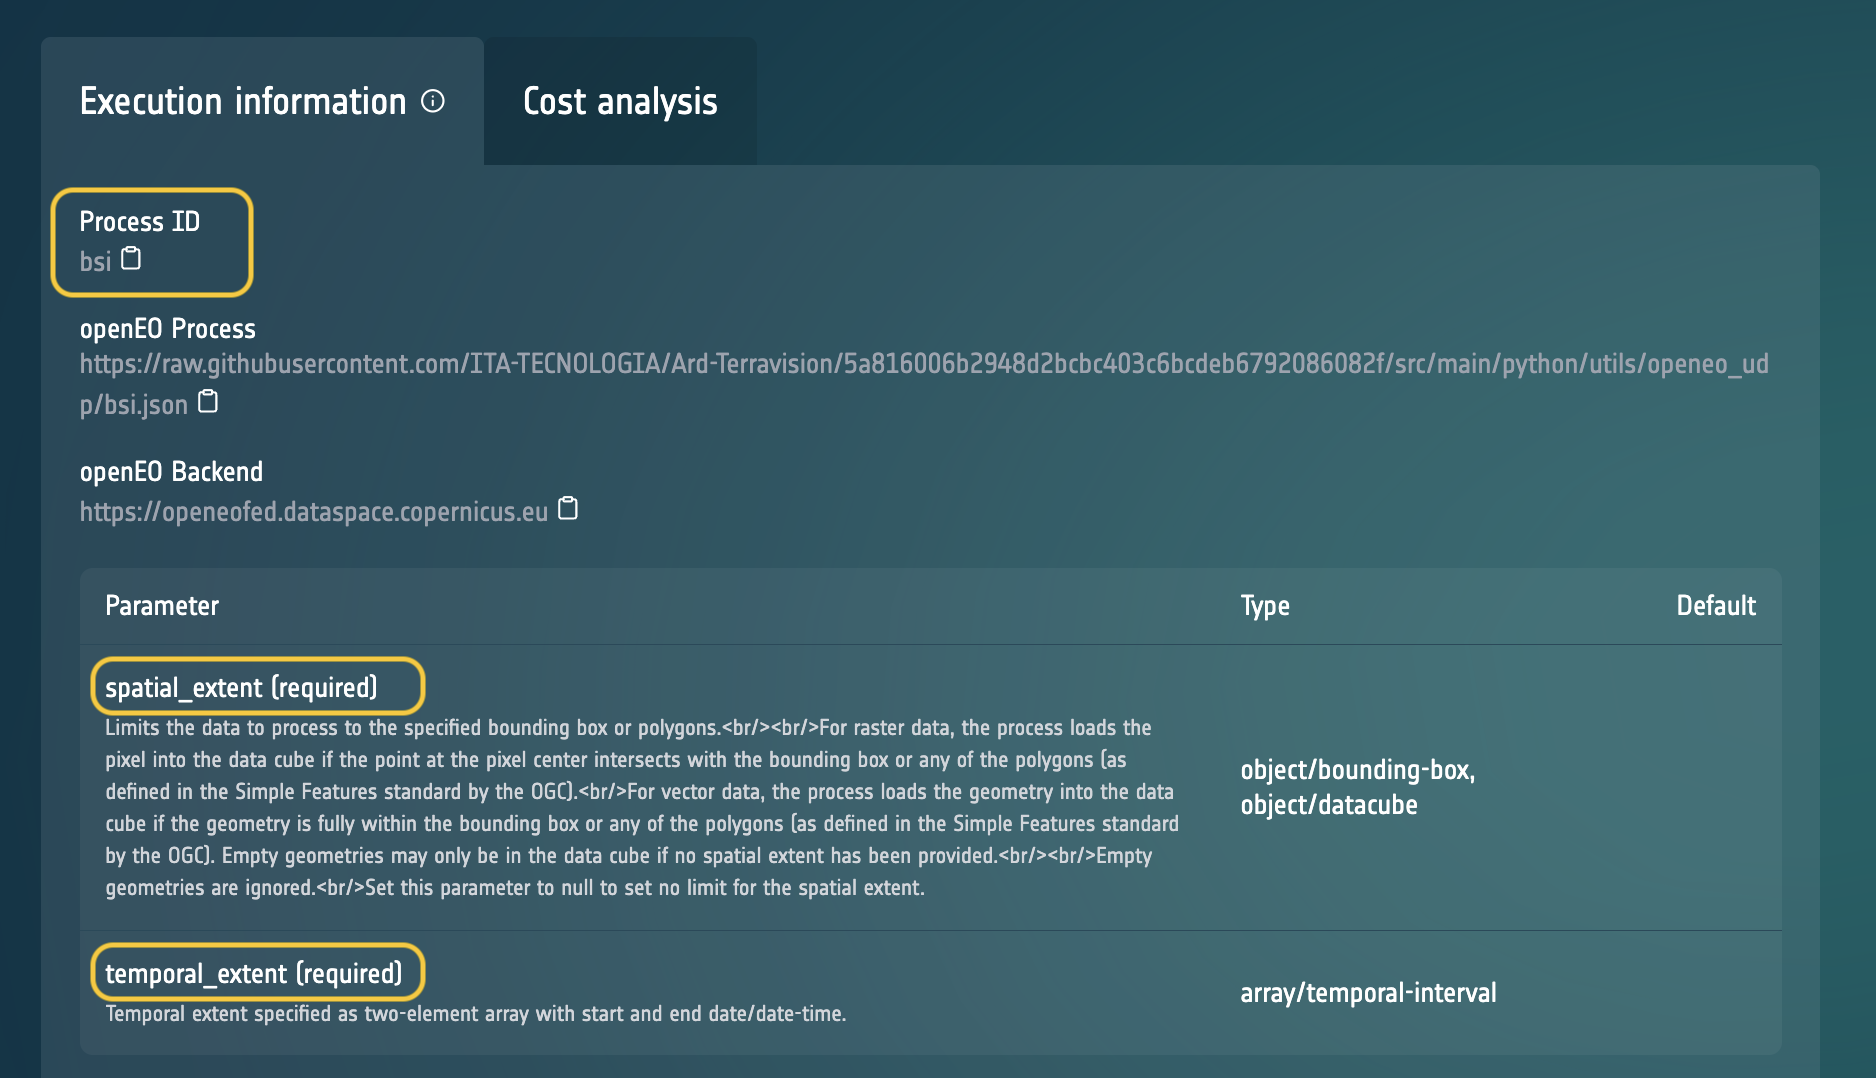 Execution information
Cost analysis
Process ID
bsi
openEO Process
https://raw.githubusercontent.com/ITA-TECNOLOGIA/Ard-Terravision/5a816006b2948d2bcbc403c6bcdeb6792086082f/src/main/python/utils/openeo_ud
p/bsi.json
openEO Backend
https://openeofed.dataspace.copernicus.eu
Parameter Type Default
spatial_extent (required)
Limits the data to process to the specified bounding box or polygons.<br/><br/>For raster data, the process loads the
pixel into the data cube if the point at the pixel center intersects with the bounding box or any of the polygons (as
defined in the Simple Features standard by the OGC).<br/>For vector data, the process loads the geometry into the data
cube if the geometry is fully within the bounding box or any of the polygons (as defined in the Simple Features standard
by the OGC). Empty geometries may only be in the data cube if no spatial extent has been provided.<br/><br/>Empty
geometries are ignored.<br/>Set this parameter to null to set no limit for the spatial extent.
object/bounding-box,
object/datacube
temporal_extent (required)
Temporal extent specified as two-element array with start and end date/date-time.
array/temporal-interval